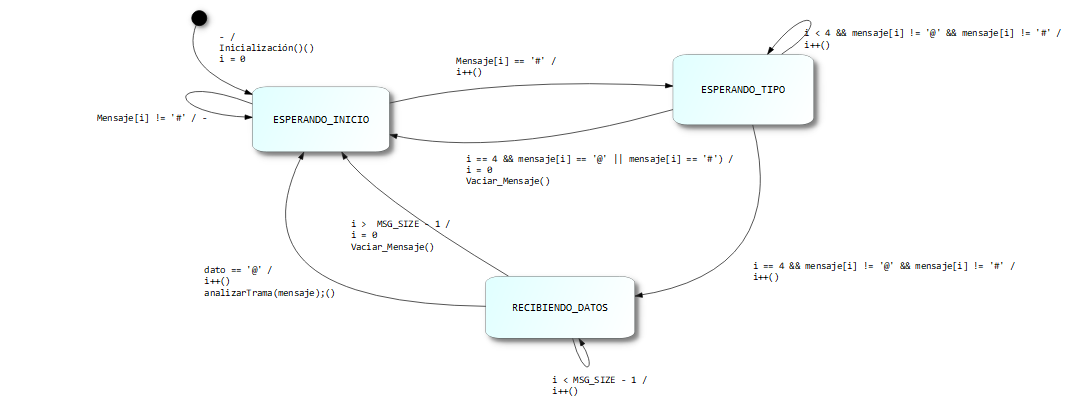 - /
Inicialización()()
i = 0
i < 4 && mensaje[i] != '@' && mensaje[i] != '#' /
i++()
Mensaje[i] == '#' /
i++()
ESPERANDO_TIPO
ESPERANDO_INICIO
Mensaje[i] != '#' / -
i == 4 && mensaje[i] == '@' || mensaje[i] == '#') /
i = 0
Vaciar_Mensaje()
i >  MSG_SIZE - 1 /
i = 0
Vaciar_Mensaje()
dato == '@' /
i++()
analizarTrama(mensaje);()
i == 4 && mensaje[i] != '@' && mensaje[i] != '#' /
i++()
RECIBIENDO_DATOS
i < MSG_SIZE - 1 /
i++()